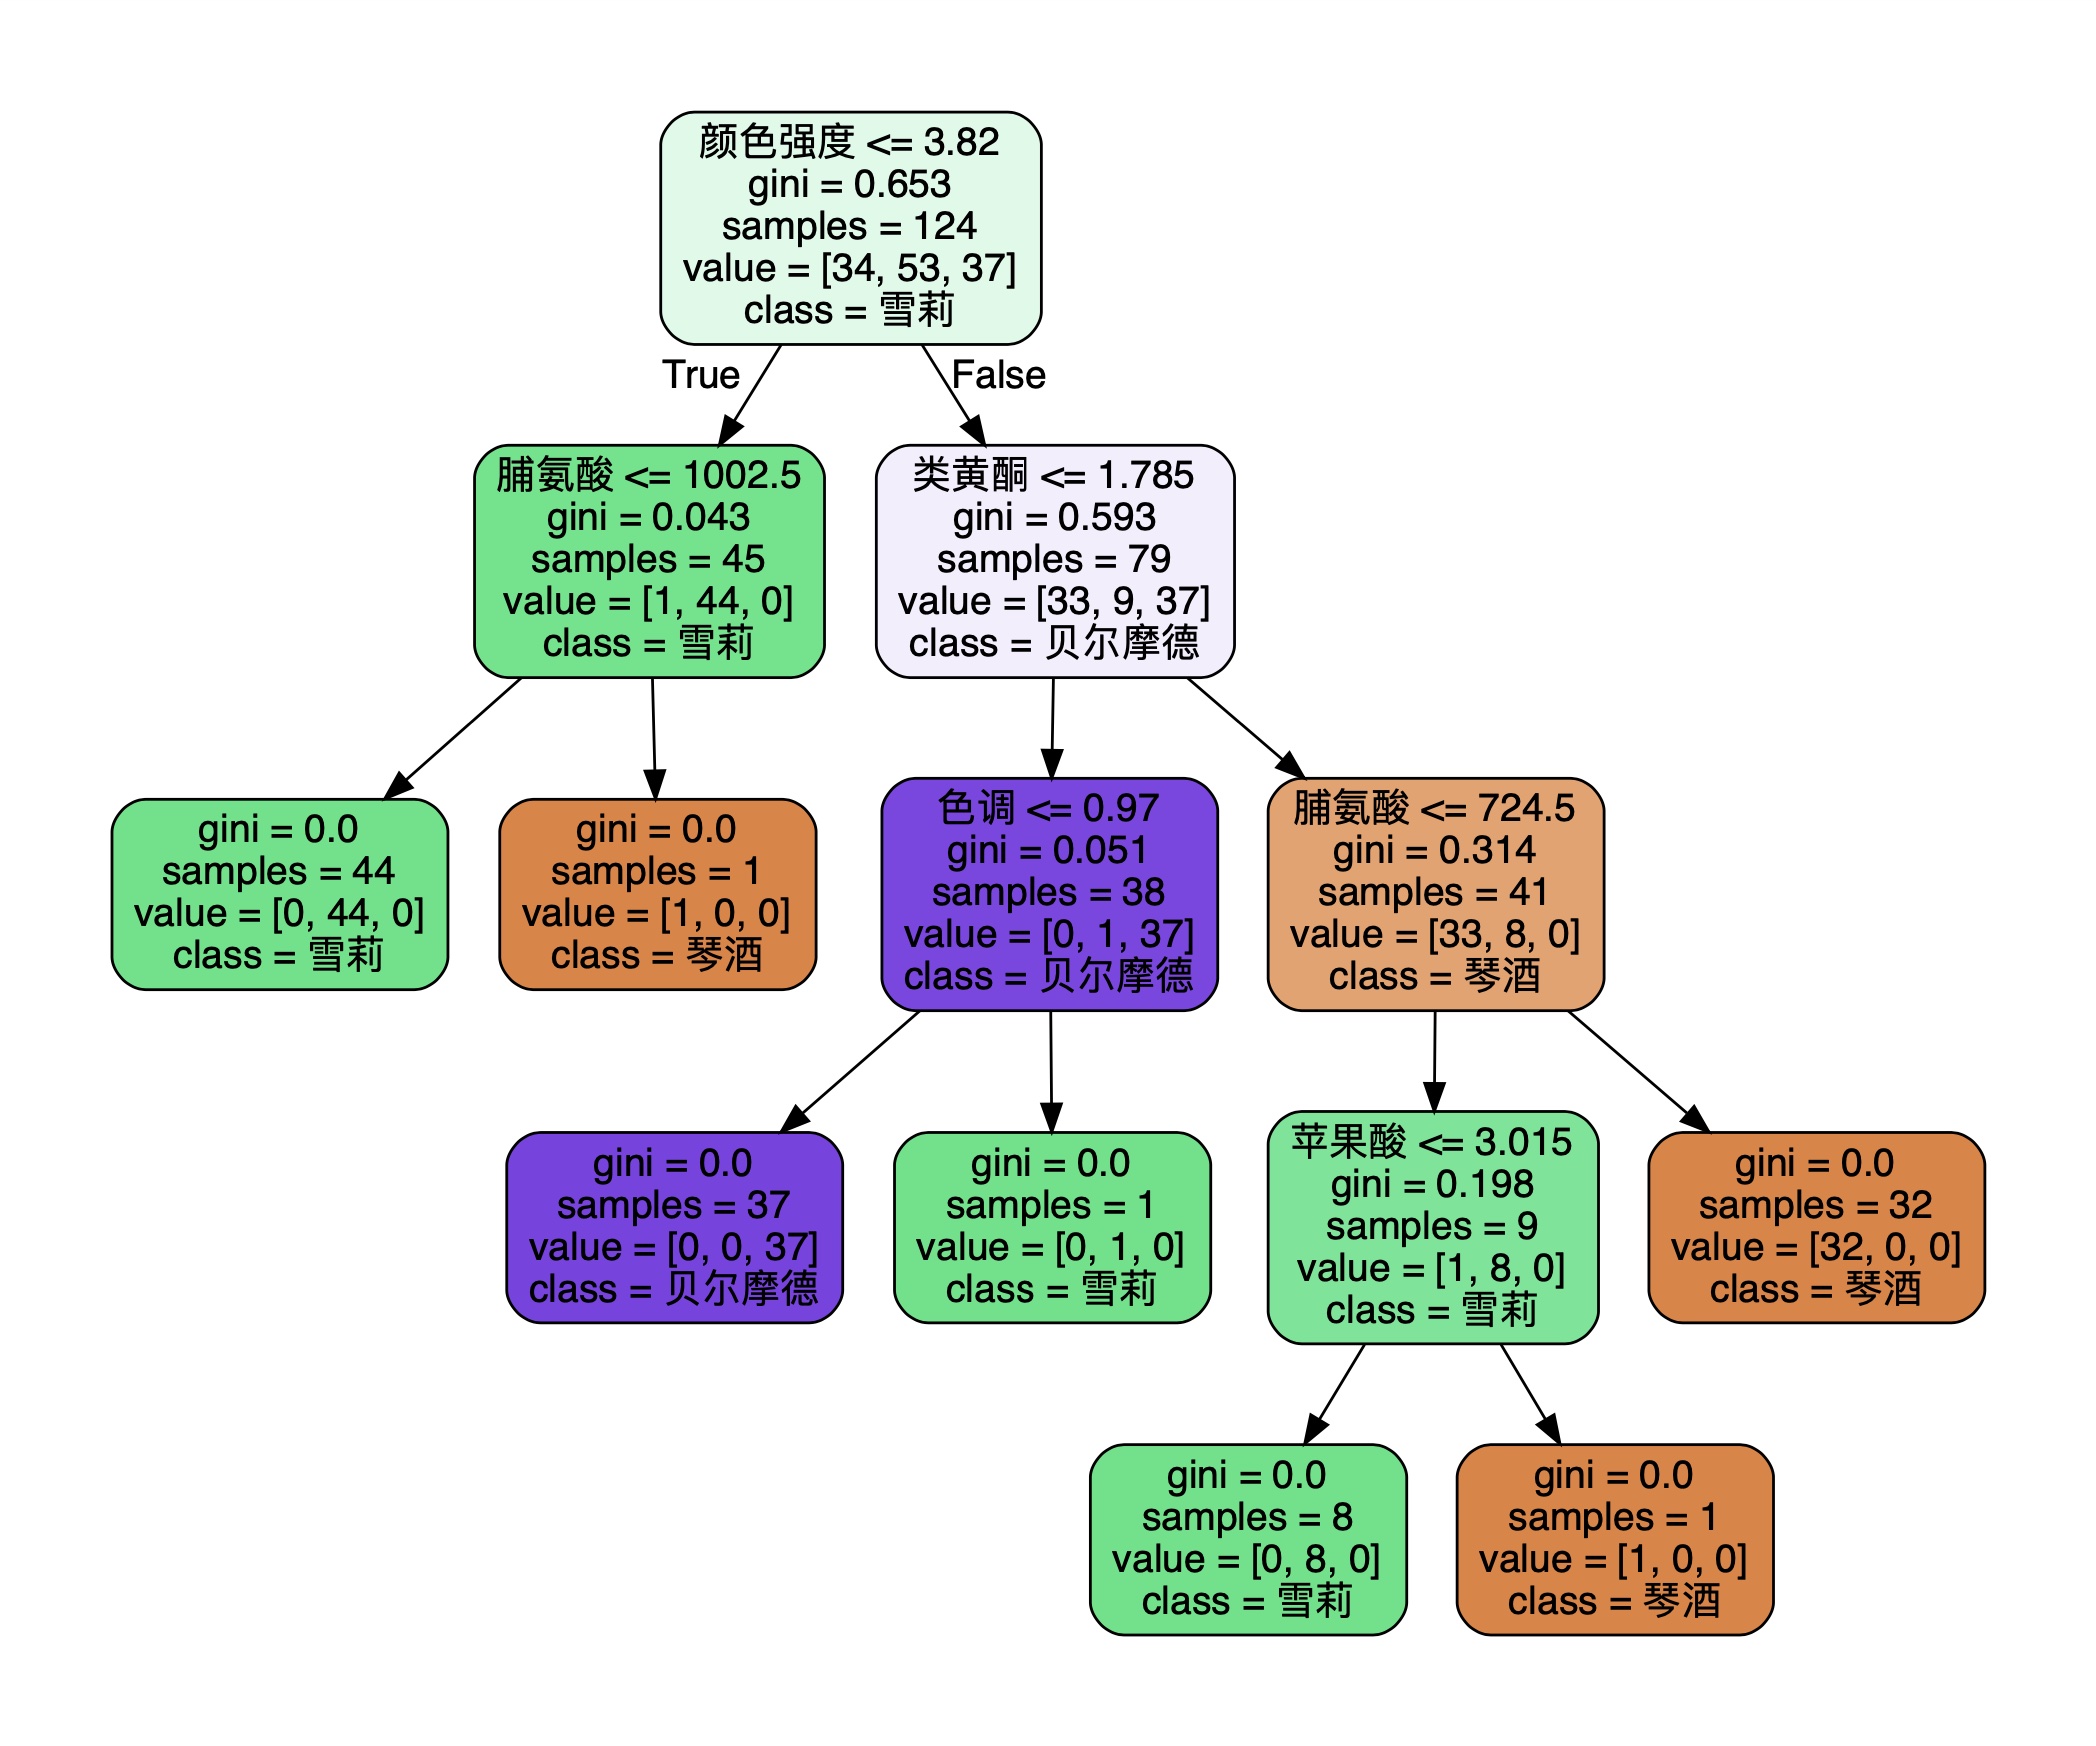 颜色强度 <= 3.82
gini = 0.653
samples = 124
value = [34, 53, 37]
class = 雪莉
True
False
脯氨酸 <= 1002.5
gini = 0.043
samples = 45
value = [1, 44, 0]
class = 雪莉
类黄酮 <= 1.785
gini = 0.593
samples = 79
value = [33, 9, 37]
class = 贝尔摩德
gini = 0.0
samples = 44
value = [0, 44, 0]
class = 雪莉
gini = 0.0
samples = 1
value = [1, 0, 0]
class = 琴酒
色调 <= 0.97
gini = 0.051
samples = 38
value = [0, 1, 37]
class = 贝尔摩德
脯氨酸 <= 724.5
gini = 0.314
samples = 41
value = [33, 8, 0]
class = 琴酒
gini = 0.0
samples = 37
value = [0, 0, 37]
class = 贝尔摩德
gini = 0.0
samples = 1
value = [0, 1, 0]
class = 雪莉
苹果酸 <= 3.015
gini = 0.198
samples = 9
value = [1, 8, 0]
class = 雪莉
gini = 0.0
samples = 32
value = [32, 0, 0]
class = 琴酒
gini = 0.0
samples = 8
value = [0, 8, 0]
class = 雪莉
gini = 0.0
samples = 1
value = [1, 0, 0]
class = 琴酒